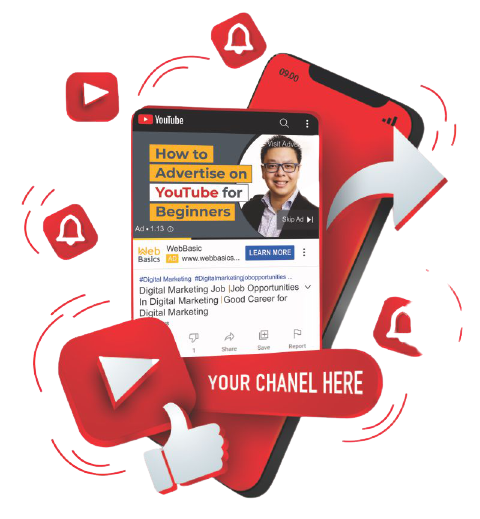 09.00
YouTube
Visit Adve
How to
Advertise on
YouTube for
Beginners
Skip Ad
Ad • 1.13
Web
Basics
WebBasic
AD www.webbasics...
LEARN MORE
#Digital Marketing #Digitalmarketingjobopportunities ...
Digital Marketing Job |Job Opportunities
In Digital Marketing |Good Career for
Digital Marketing
1
Share
Save
Report
YOUR CHANEL HERE